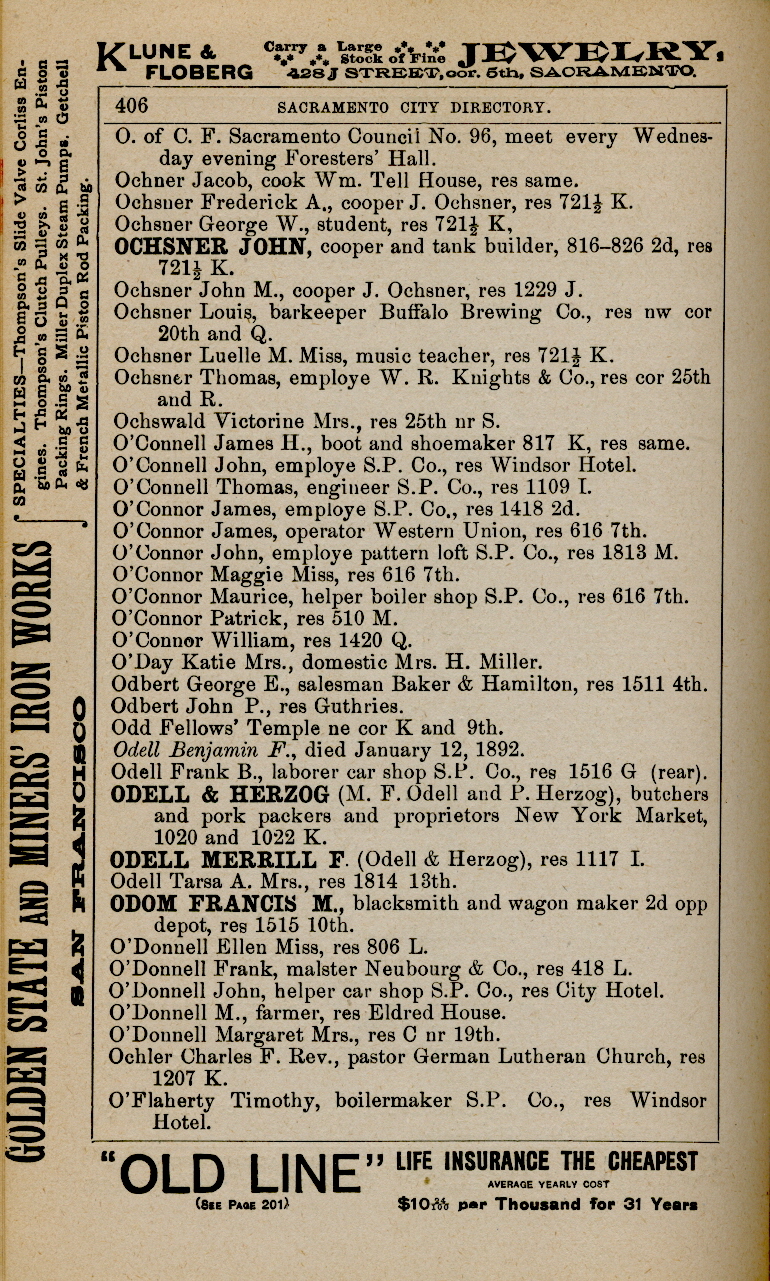 KLUNE & FLOBERG Carry a Large Stock of Fine JEWELRY,
428 J STREET, cor. 5th, SACRAMENTO.
406 SACRAMENTO CITY DIRECTORY.
O. of C. F. Sacramento Council No. 96, meet every Wednes-
day evening Foresters' Hall.
Ochner Jacob, cook Wm. Tell House, res same.
Ochsner Frederick A., cooper J. Ochsner, res 721½ K.
Ochsner George W., student, res 721½ K,
OCHSNER JOHN, cooper and tank builder, 816–826 2d, res
721½ K.
Ochsner John M., cooper J. Ochsner, res 1229 J.
Ochsner Louis, barkeeper Buffalo Brewing Co., res nw cor
20th and Q.
Ochsner Luelle M. Miss, music teacher, res 721½ K.
Ochsner Thomas, employe W. R. Knights & Co., res cor 25th
and R.
Ochswald Victorine Mrs., res 25th nr S.
O'Connell James H., boot and shoemaker 817 K, res same.
O'Connell John, employe S.P. Co., res Windsor Hotel.
O'Connell Thomas, engineer S.P. Co., res 1109 I.
O'Connor James, employe S.P. Co., res 1418 2d.
O'Connor James, operator Western Union, res 616 7th.
O'Connor John, employe pattern loft S.P. Co., res 1813 M.
O'Connor Maggie Miss, res 616 7th.
O'Connor Maurice, helper boiler shop S.P. Co., res 616 7th.
O'Connor Patrick, res 510 M.
O'Connor William, res 1420 Q.
O'Day Katie Mrs., domestic Mrs. H. Miller.
Odbert George E., salesman Baker & Hamilton, res 1511 4th.
Odbert John P., res Guthries.
Odd Fellows' Temple ne cor K and 9th.
Odell Benjamin F., died January 12, 1892.
Odell Frank B., laborer car shop S.P. Co., res 1516 G (rear).
ODELL & HERZOG (M. F. Odell and P. Herzog), butchers
and pork packers and proprietors New York Market,
1020 and 1022 K.
ODELL MERRILL F. (Odell & Herzog), res 1117 I.
Odell Tarsa A. Mrs., res 1814 13th.
ODOM FRANCIS M., blacksmith and wagon maker 2d opp
depot, res 1515 10th.
O'Donnell Ellen Miss, res 806 L.
O'Donnell Frank, malster Neubourg & Co., res 418 L.
O'Donnell John, helper car shop S.P. Co., res City Hotel.
O'Donnell M., farmer, res Eldred House.
O'Donnell Margaret Mrs., res C nr 19th.
Oehler Charles F. Rev., pastor German Lutheran Church, res
1207 K.
O'Flaherty Timothy, boilermaker S.P. Co., res Windsor
Hotel.
GOLDEN STATE AND MINERS' IRON WORKS
SAN FRANCISCO
SPECIALTIES—Thompson's Slide Valve Corliss En-
gines. Thompson's Clutch Pulleys. St. John's Piston
Packing Rings. Miller Duplex Steam Pumps. Getchell
& French Metallic Piston Rod Packing.
"OLD LINE" LIFE INSURANCE THE CHEAPEST
AVERAGE YEARLY COST
(SEE PAGE 201) $10 per Thousand for 31 Years